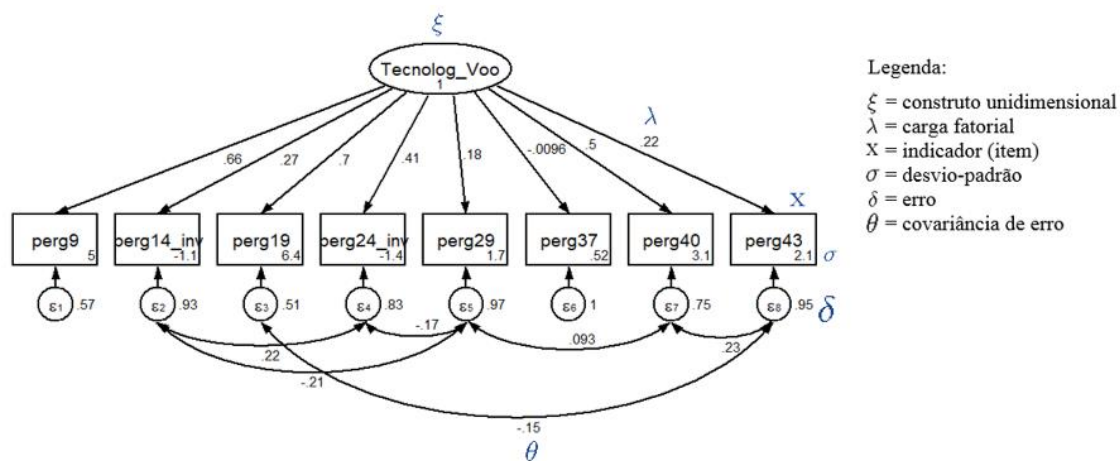 ξ
Tecnolog_Voo
1
λ
.66
.27
.7
.41
.18
-.0096
.5
.22
X
perg9
5
perg14_inv
-1.1
perg19
6.4
perg24_inv
-1.4
perg29
1.7
perg37
.52
perg40
3.1
perg43
2.1
σ
ε1 .57
ε2 .93
ε3 .51
ε4 .83
ε5 .97
ε6 1
ε7 .75
ε8 .95
δ
-.17
.22
.093
.23
-.21
-.15
θ
Legenda:
ξ = construto unidimensional
λ = carga fatorial
X = indicador (item)
σ = desvio-padrão
δ = erro
θ = covariância de erro